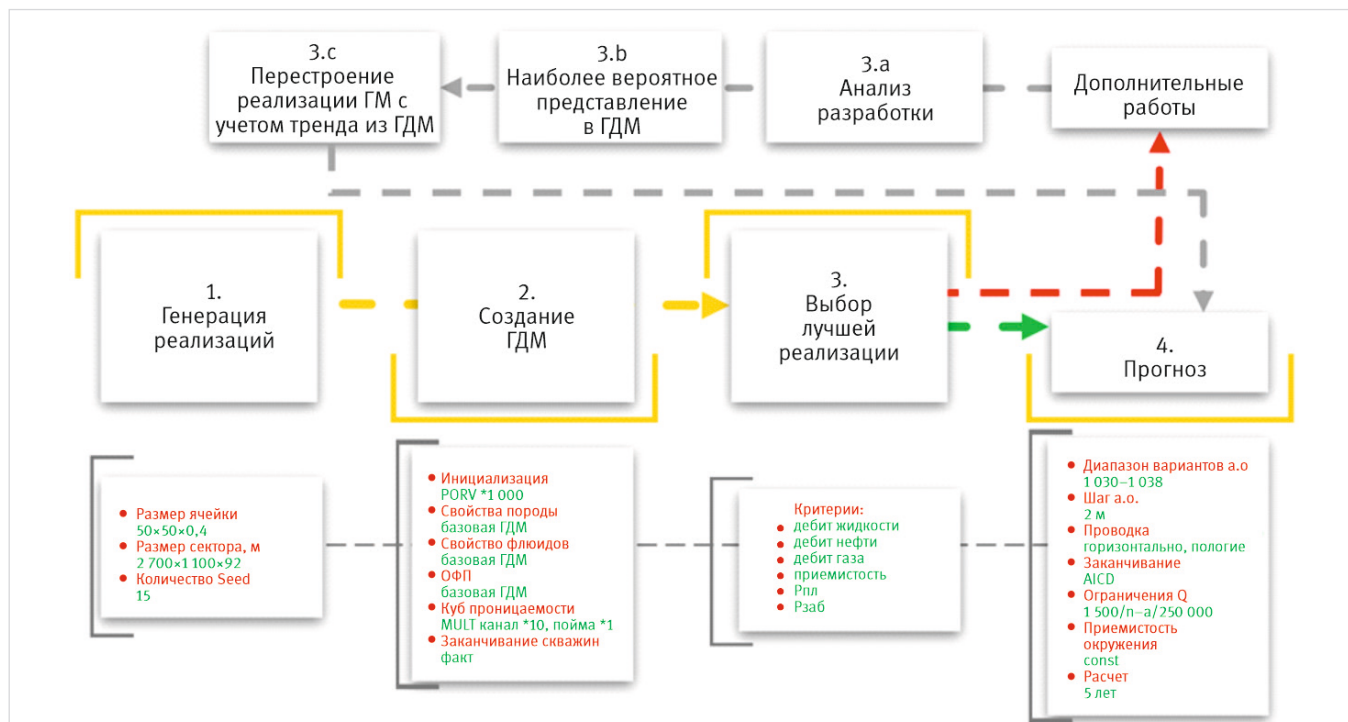 3.c
Перестроение
реализации ГМ с
учетом тренда из ГДМ
3.b
Наиболее вероятное
представление
в ГДМ
3.a
Анализ
разработки
Дополнительные
работы
1.
Генерация
реализаций
2.
Создание
ГДМ
3.
Выбор
лучшей
реализации
4.
Прогноз
• Размер ячейки
50×50×0,4
• Размер сектора, м
2 700×1 100×92
• Количество Seed
15
• Инициализация
PORV *1 000
• Свойства породы
базовая ГДМ
• Свойство флюидов
базовая ГДМ
• ОФП
базовая ГДМ
• Куб проницаемости
MULT канал *10, пойма *1
• Заканчивание скважин
факт
Критерии:
• дебит жидкости
• дебит нефти
• дебит газа
• приемистость
• Рпл
• Рзаб
• Диапазон вариантов а.о
1 030–1 038
• Шаг а.о.
2 м
• Проводка
горизонтально, пологие
• Заканчивание
AICD
• Ограничения Q
1 500/n–a/250 000
• Приемистость
окружения
const
• Расчет
5 лет